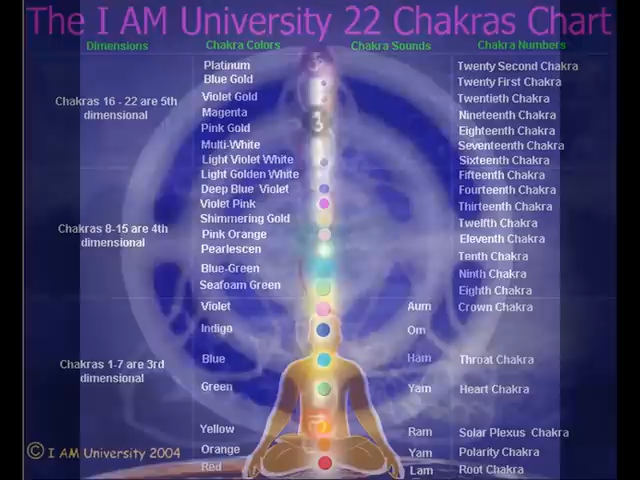 The I AM University 22 Chakras Chart
Dimensions Chakra Colors Chakra Sounds Chakra Numbers
Platinum Twenty Second Chakra
Blue Gold Twenty First Chakra
Chakras 16 - 22 are 5th dimensional
Violet Gold Twentieth Chakra
Magenta Nineteenth Chakra
Pink Gold Eighteenth Chakra
Multi-White Seventeenth Chakra
Light Violet White Sixteenth Chakra
Light Golden White Fifteenth Chakra
Deep Blue Violet Fourteenth Chakra
Violet Pink Thirteenth Chakra
Shimmering Gold Twelfth Chakra
Chakras 8-15 are 4th dimensional
Pink Orange Eleventh Chakra
Pearlescen Tenth Chakra
Blue-Green Ninth Chakra
Seafoam Green Eighth Chakra
Violet Aum Crown Chakra
Indigo Om
Chakras 1-7 are 3rd dimensional
Blue Ham Throat Chakra
Green Yam Heart Chakra
Yellow Ram Solar Plexus Chakra
Orange Yam Polarity Chakra
Red Lam Root Chakra
© I AM University 2004